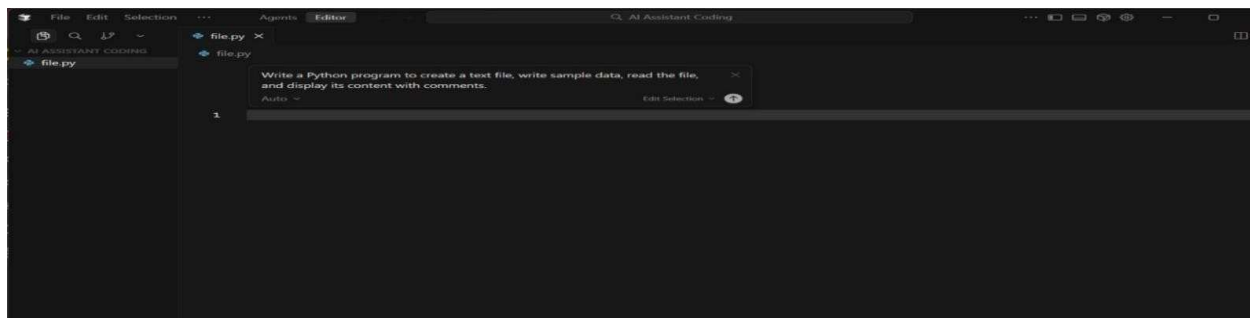 File Edit Selection ... Agents Editor AI Assistant Coding
file.py
AI ASSISTANT CODING
file.py
file.py
Write a Python program to create a text file, write sample data, read the file,
and display its content with comments.
Auto Edit Selection
1